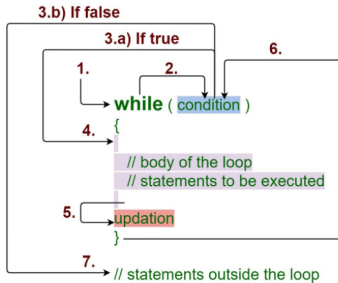 3.b) If false
3.a) If true
6.
1.
2.
while ( condition )
{
4.
// body of the loop
// statements to be executed
5.
updation
}
7.
// statements outside the loop